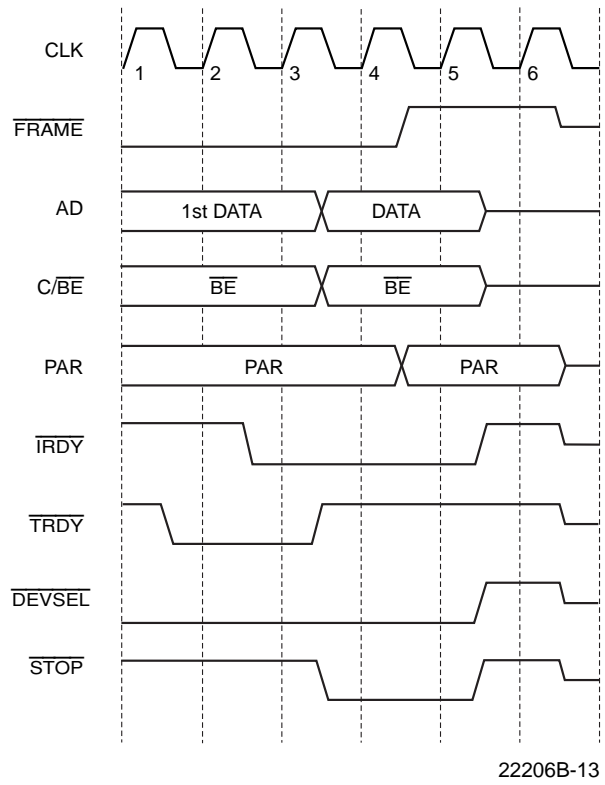 CLK
1 2 3 4 5 6
FRAME
AD 1st DATA DATA
C/BE BE BE
PAR PAR PAR
IRDY
TRDY
DEVSEL
STOP
22206B-13